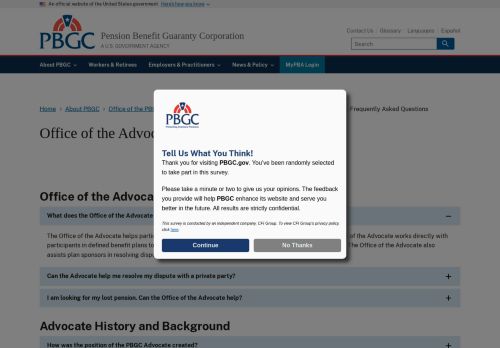 An official website of the United States government Here's how you know
PBGC
Pension Benefit Guaranty Corporation
A U.S. GOVERNMENT AGENCY
Contact Us Glossary Languages Español
Search
About PBGC Workers & Retirees Employers & Practitioners News & Policy MyPBA Login
Home > About PBGC > Office of the PB
Frequently Asked Questions
Office of the Advoc
PBGC
Protecting America's Pensions
Tell Us What You Think!
Thank you for visiting PBGC.gov. You've been randomly selected
to take part in this survey.
Please take a minute or two to give us your opinions. The feedback
you provide will help PBGC enhance its website and serve you
better in the future. All results are strictly confidential.
This survey is conducted by an independent company, CFI Group. To view CFI Group's privacy policy
click here.
Continue No Thanks
Office of the Advoca
What does the Office of the Advocate
The Office of the Advocate helps parti of the Advocate works directly with
participants in defined benefit plans to The Office of the Advocate also
assists plan sponsors in resolving dispu
Can the Advocate help me resolve my dispute with a private party?
I am looking for my lost pension. Can the Office of the Advocate help?
Advocate History and Background
How was the position of the PBGC Advocate created?